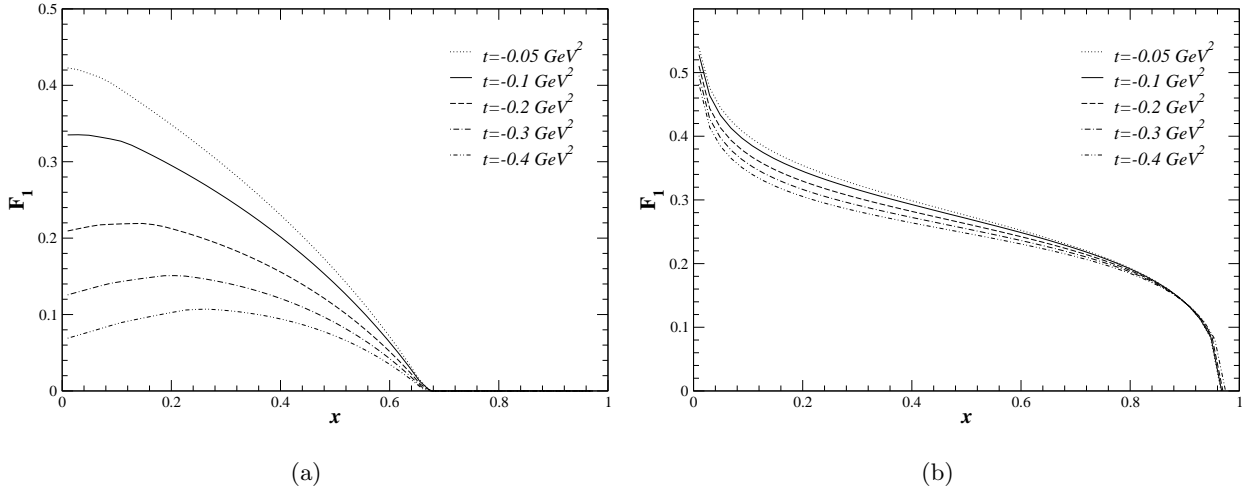 0.5
0.4
0.3
0.2
0.1
0
F₁
0 0.2 0.4 0.6 0.8 1
x
t=-0.05 GeV²
t=-0.1 GeV²
t=-0.2 GeV²
t=-0.3 GeV²
t=-0.4 GeV²
(a)
0.5
0.4
0.3
0.2
0.1
0
F₁
0 0.2 0.4 0.6 0.8 1
x
t=-0.05 GeV²
t=-0.1 GeV²
t=-0.2 GeV²
t=-0.3 GeV²
t=-0.4 GeV²
(b)